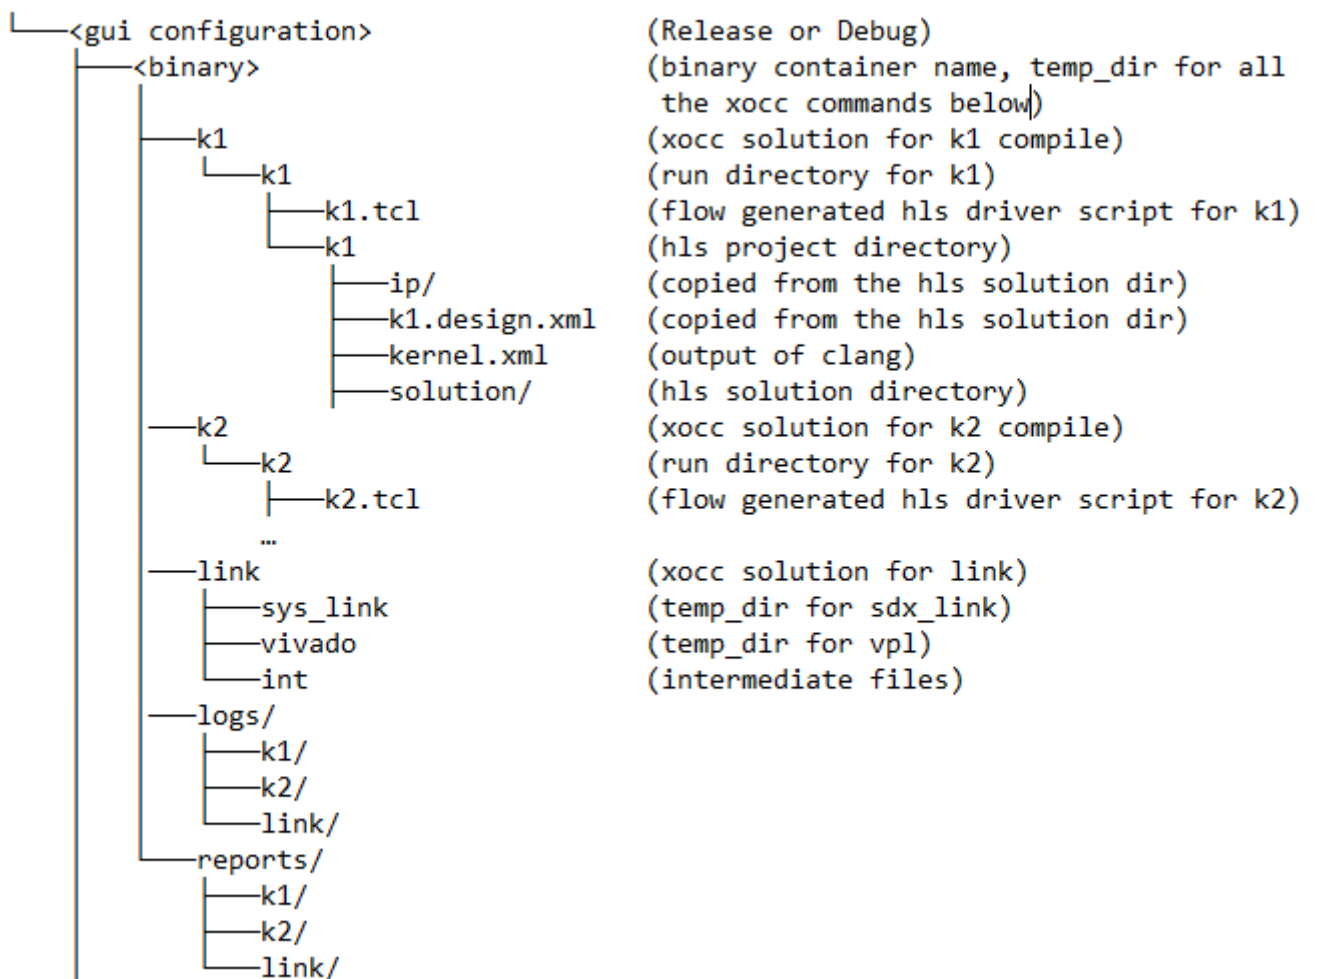 <gui configuration> (Release or Debug)
<binary> (binary container name, temp_dir for all
the xocc commands below)
k1 (xocc solution for k1 compile)
k1 (run directory for k1)
k1.tcl (flow generated hls driver script for k1)
k1 (hls project directory)
ip/ (copied from the hls solution dir)
k1.design.xml (copied from the hls solution dir)
kernel.xml (output of clang)
solution/ (hls solution directory)
k2 (xocc solution for k2 compile)
k2 (run directory for k2)
k2.tcl (flow generated hls driver script for k2)
…
link (xocc solution for link)
sys_link (temp_dir for sdx_link)
vivado (temp_dir for vpl)
int (intermediate files)
logs/
k1/
k2/
link/
reports/
k1/
k2/
link/